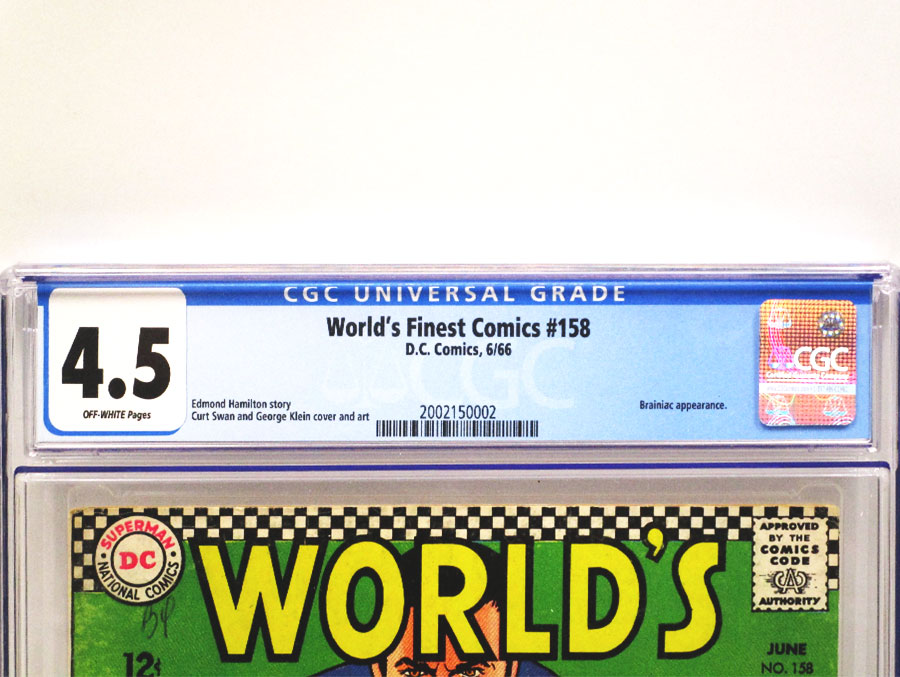 CGC UNIVERSAL GRADE
4.5
OFF-WHITE Pages
World's Finest Comics #158
D.C. Comics, 6/66
Edmond Hamilton story
Curt Swan and George Klein cover and art
2002150002
Brainiac appearance.
CGC
CGC
SUPERMAN
DC
NATIONAL COMICS
12¢
WORLD'S
APPROVED
BY THE
COMICS
CODE
AUTHORITY
JUNE
NO. 158